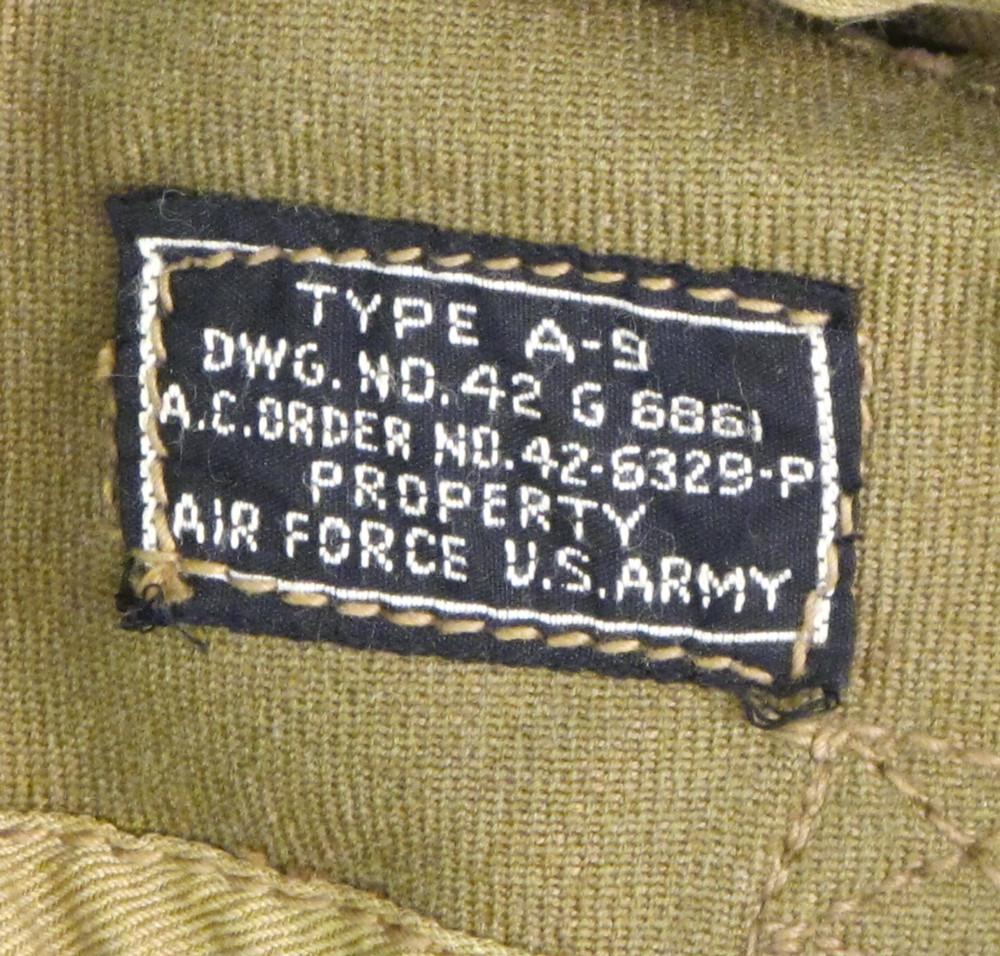 TYPE A-9
DWG. NO. 42 G 6861
A.C. ORDER NO. 42-6329-P
PROPERTY
AIR FORCE U.S. ARMY